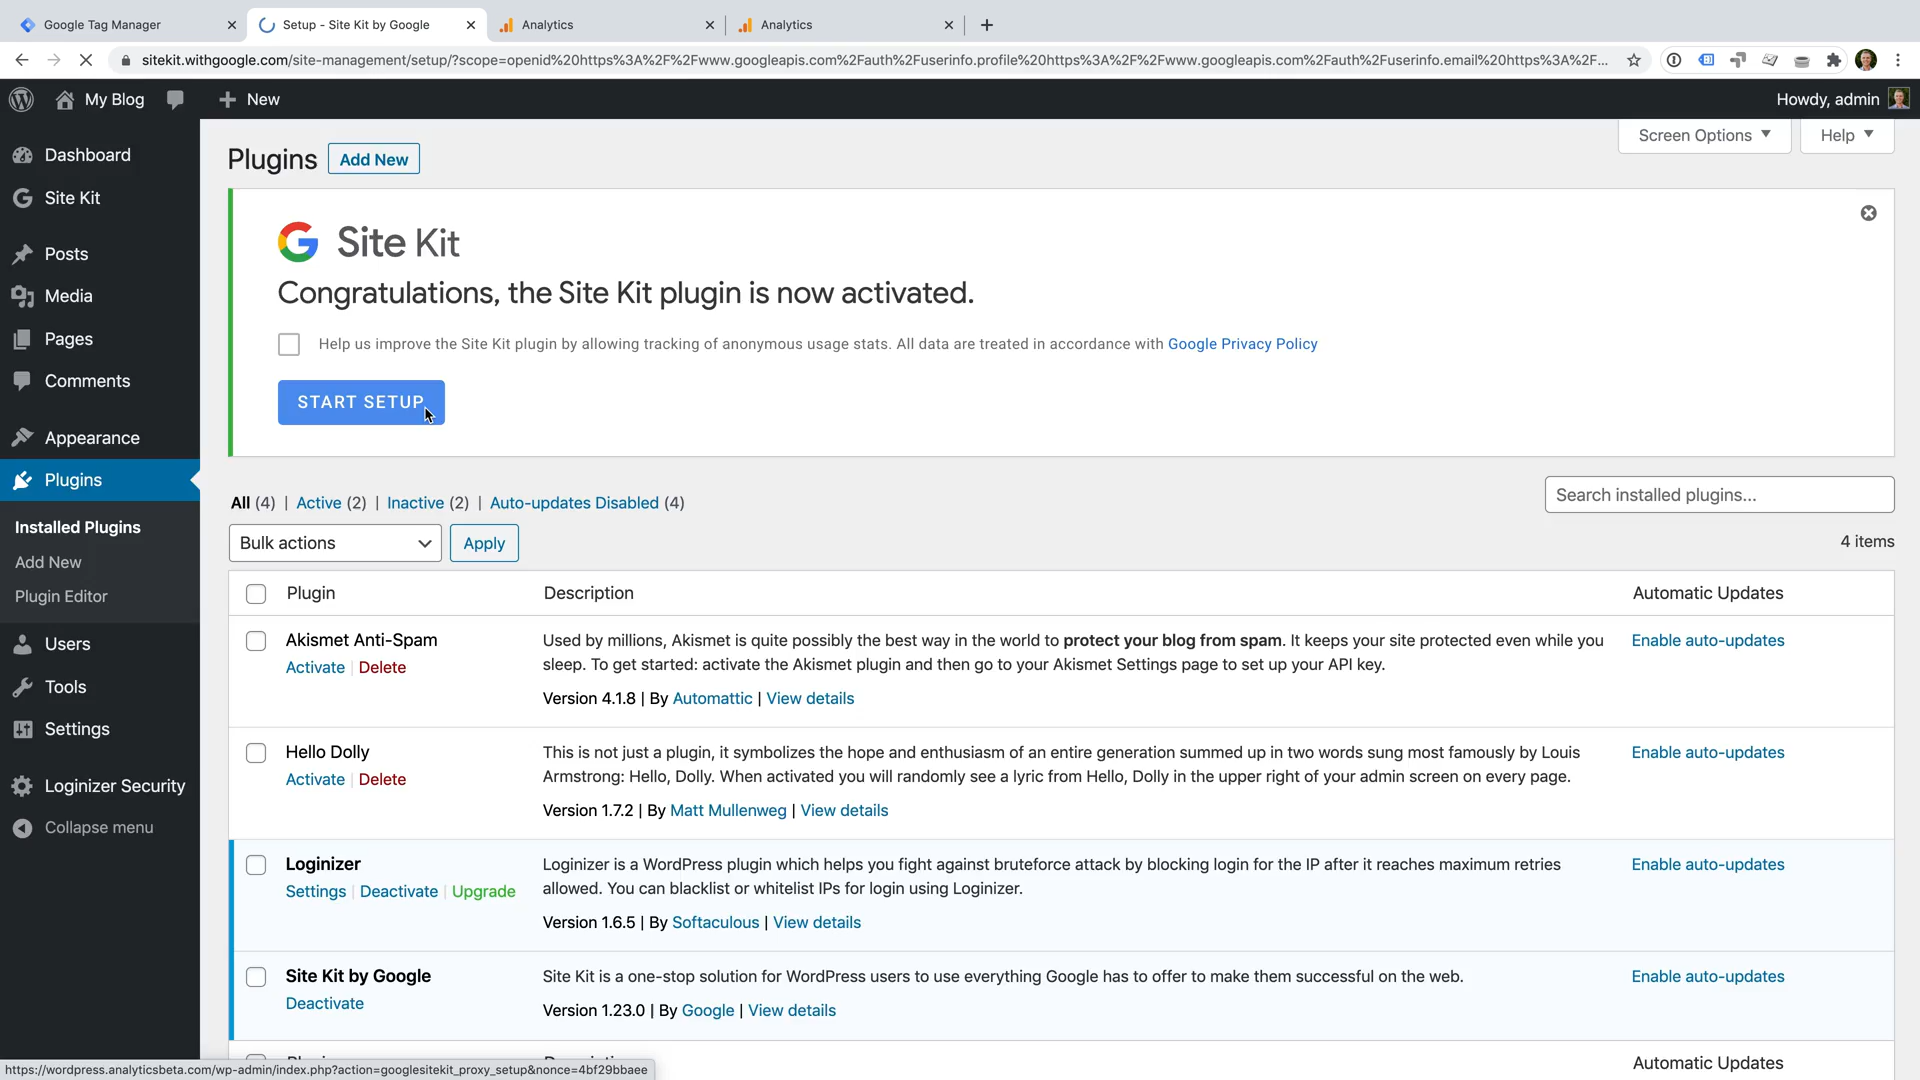 Google Tag Manager
Setup - Site Kit by Google
Analytics
Analytics
sitekit.withgoogle.com/site-management/setup/?scope=openid%20https%3A%2F%2Fwww.googleapis.com%2Fauth%2Fuserinfo.profile%20https%3A%2F%2Fwww.googleapis.com%2Fauth%2Fuserinfo.email%20https%3A%2F...
My Blog
New
Howdy, admin
Dashboard
Site Kit
Posts
Media
Pages
Comments
Appearance
Plugins
Installed Plugins
Add New
Plugin Editor
Users
Tools
Settings
Loginizer Security
Collapse menu
Screen Options
Help
Plugins
Add New
Site Kit
Congratulations, the Site Kit plugin is now activated.
Help us improve the Site Kit plugin by allowing tracking of anonymous usage stats. All data are treated in accordance with Google Privacy Policy
START SETUP
All (4) | Active (2) | Inactive (2) | Auto-updates Disabled (4)
Search installed plugins...
Bulk actions
Apply
4 items
Plugin
Description
Automatic Updates
Akismet Anti-Spam
Activate | Delete
Used by millions, Akismet is quite possibly the best way in the world to protect your blog from spam. It keeps your site protected even while you
sleep. To get started: activate the Akismet plugin and then go to your Akismet Settings page to set up your API key.
Version 4.1.8 | By Automattic | View details
Enable auto-updates
Hello Dolly
Activate | Delete
This is not just a plugin, it symbolizes the hope and enthusiasm of an entire generation summed up in two words sung most famously by Louis
Armstrong: Hello, Dolly. When activated you will randomly see a lyric from Hello, Dolly in the upper right of your admin screen on every page.
Version 1.7.2 | By Matt Mullenweg | View details
Enable auto-updates
Loginizer
Settings | Deactivate | Upgrade
Loginizer is a WordPress plugin which helps you fight against bruteforce attack by blocking login for the IP after it reaches maximum retries
allowed. You can blacklist or whitelist IPs for login using Loginizer.
Version 1.6.5 | By Softaculous | View details
Enable auto-updates
Site Kit by Google
Deactivate
Site Kit is a one-stop solution for WordPress users to use everything Google has to offer to make them successful on the web.
Version 1.23.0 | By Google | View details
Enable auto-updates
Automatic Updates
https://wordpress.analyticsbeta.com/wp-admin/index.php?action=googlesitekit_proxy_setup&nonce=4bf29bbaee